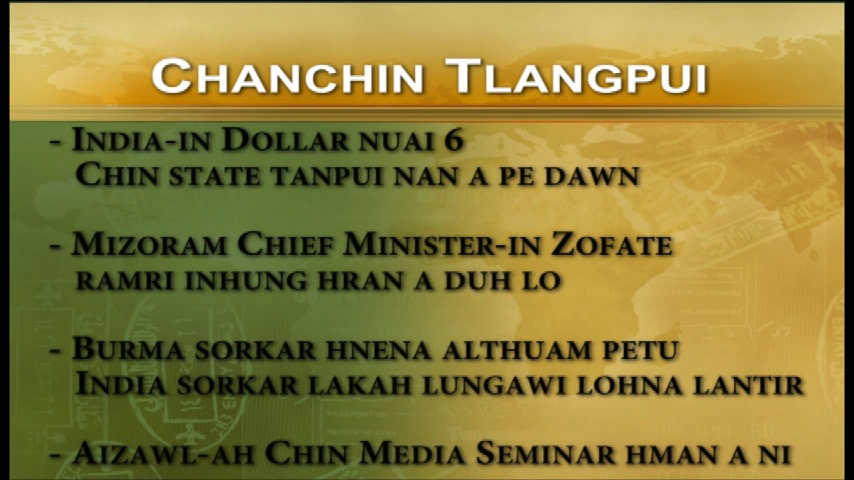 CHANCHIN TLANGPUI
- INDIA-IN DOLLAR NUAI 6
CHIN STATE TANPUI NAN A PE DAWN
- MIZORAM CHIEF MINISTER-IN ZOFATE
RAMRI INHUNG HRAN A DUH LO
- BURMA SORKAR HNENA ALTHUAM PETU
INDIA SORKAR LAKAH LUNGAWI LOHNA LANTIR
- AIZAWL-AH CHIN MEDIA SEMINAR HMAN A NI